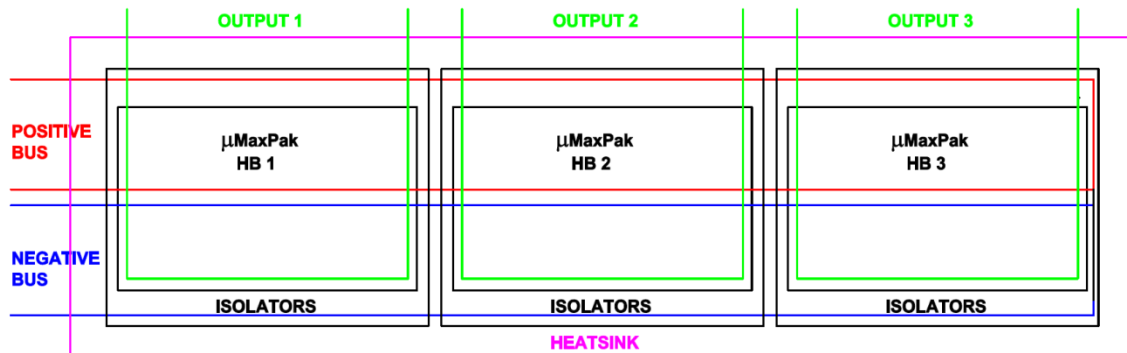 OUTPUT 1
OUTPUT 2
OUTPUT 3
POSITIVE
BUS
μMaxPak
HB 1
μMaxPak
HB 2
μMaxPak
HB 3
NEGATIVE
BUS
ISOLATORS
ISOLATORS
ISOLATORS
HEATSINK